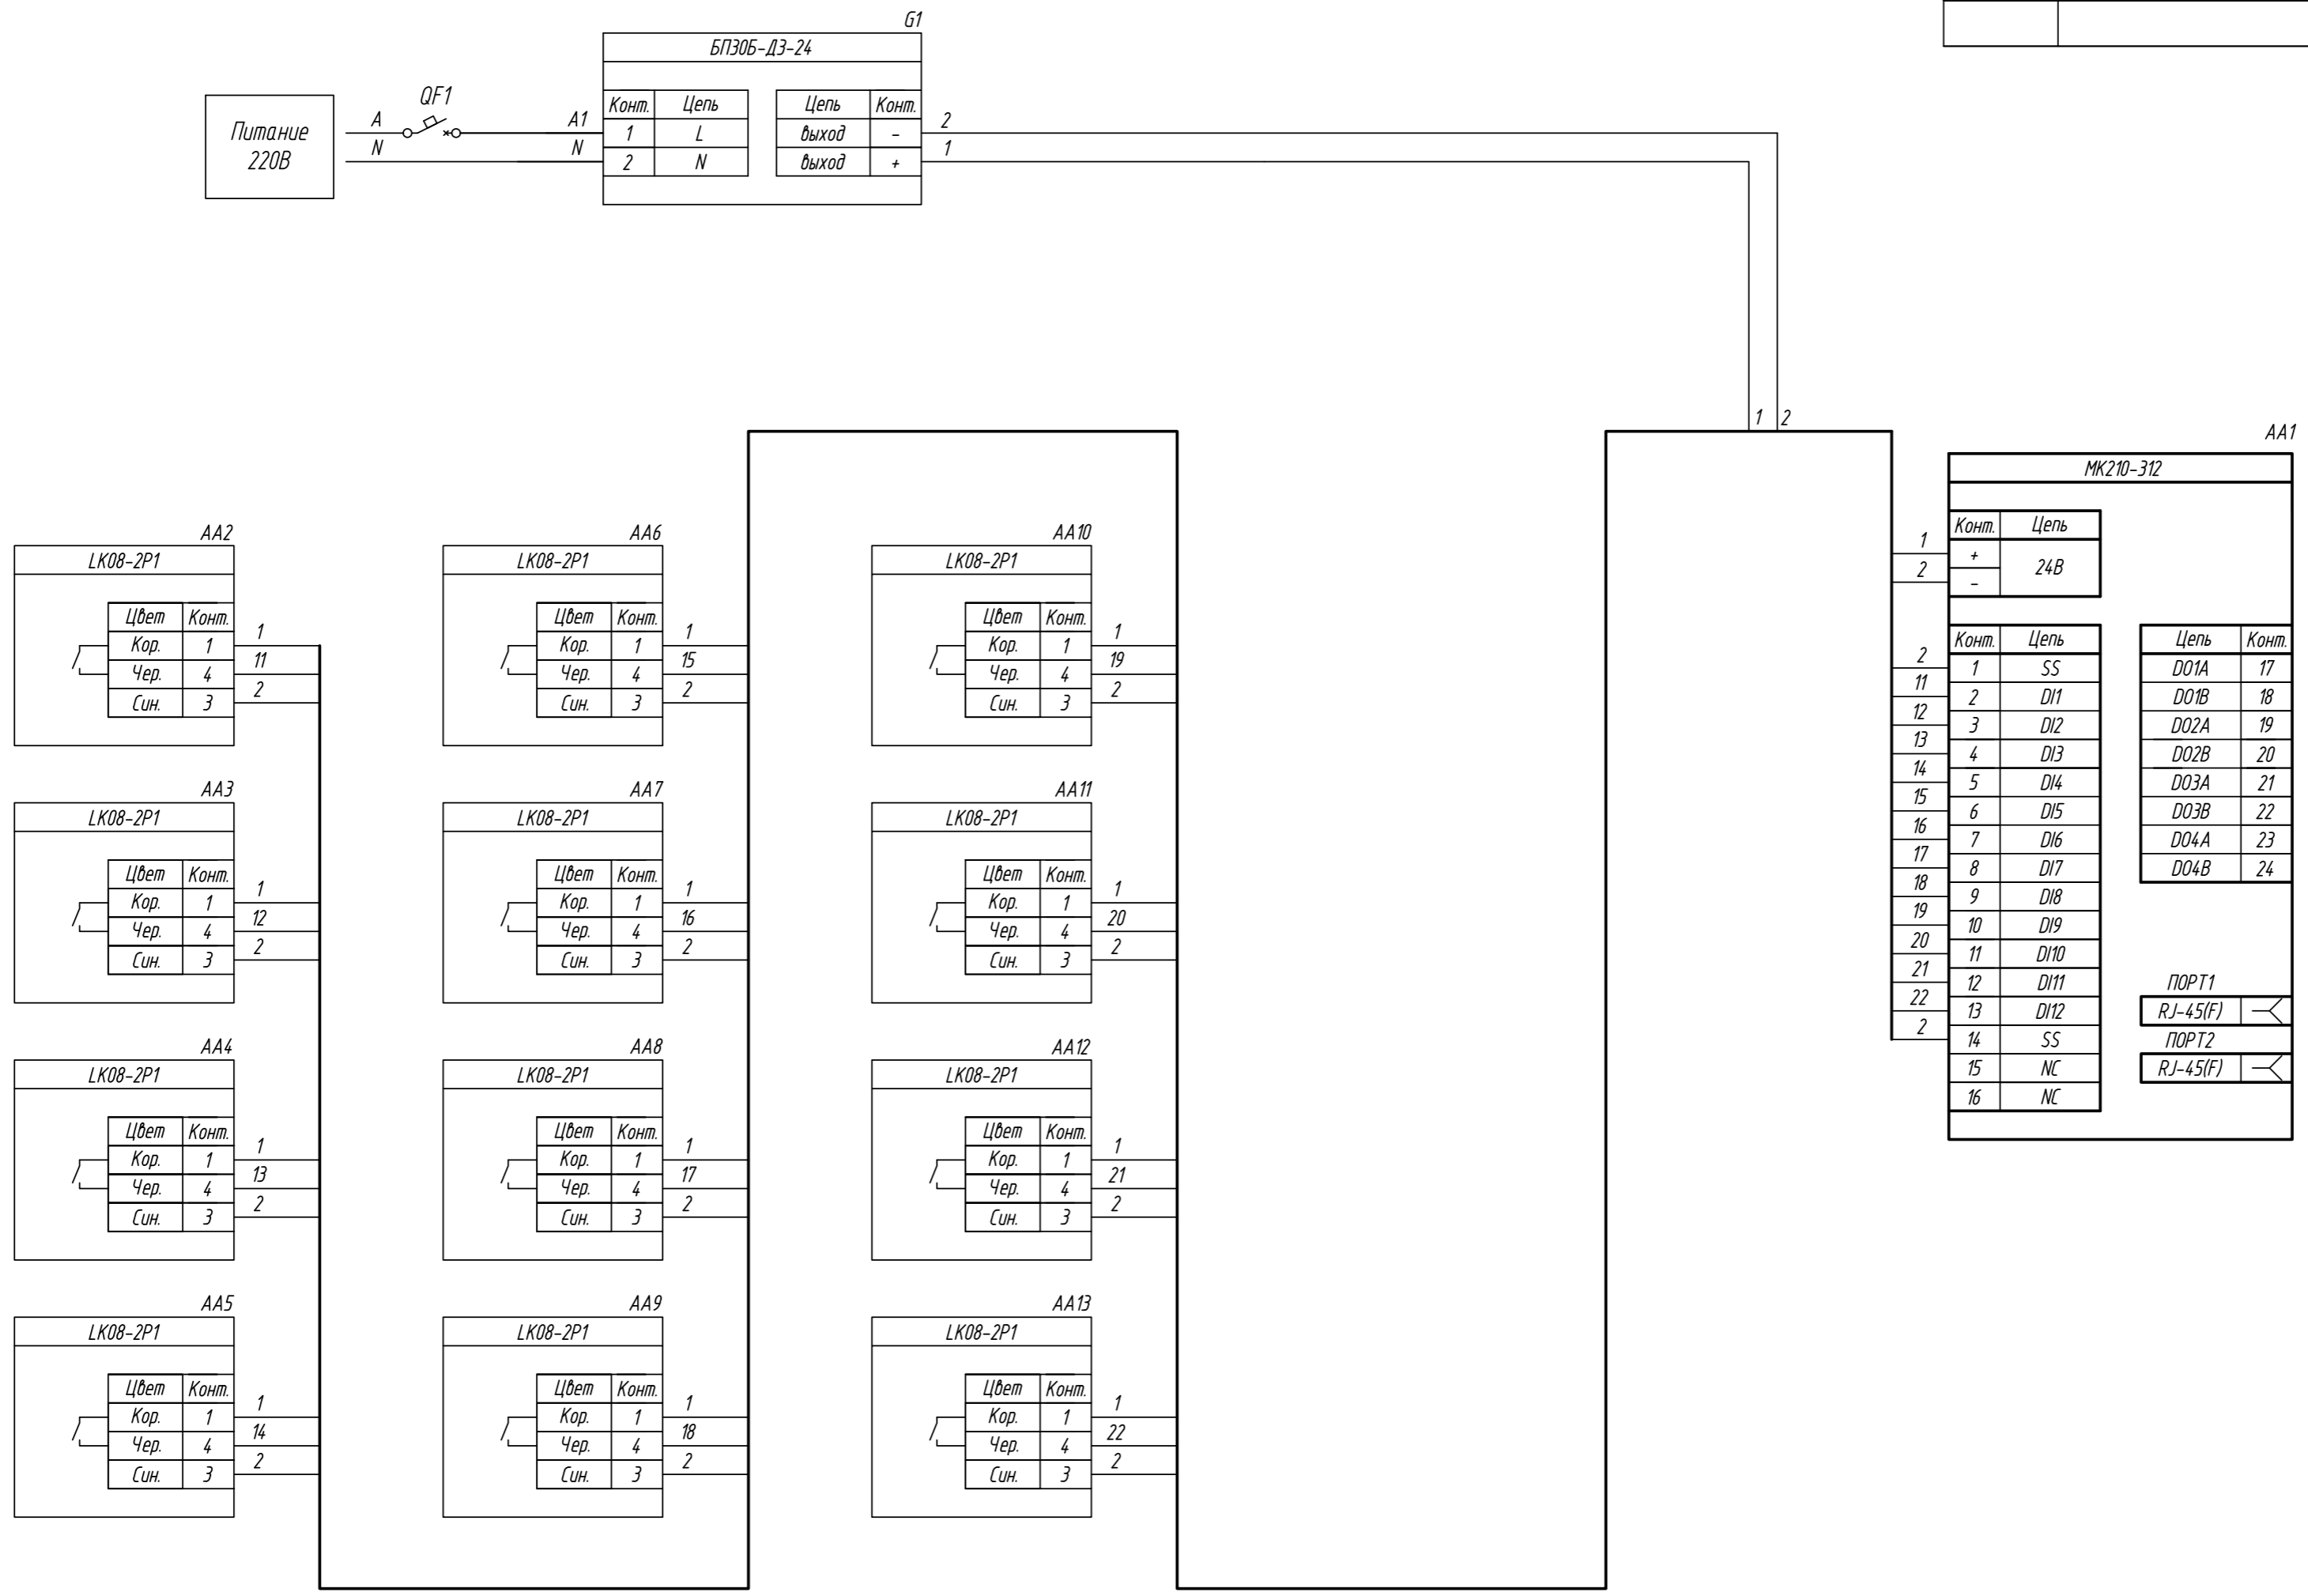 G1
БП30Б-Д3-24
Питание
220В
QF1
A
N
A1
N
Конт. Цепь
1 L
2 N
Цепь Конт.
выход -
выход +
2
1
1 2
AA1
МК210-312
Конт. Цепь
1 + 24В
2 -
Конт. Цепь
2 1 SS
11 2 DI1
12 3 DI2
13 4 DI3
14 5 DI4
15 6 DI5
16 7 DI6
17 8 DI7
18 9 DI8
19 10 DI9
20 11 DI10
21 12 DI11
22 13 DI12
2 14 SS
15 NC
16 NC
Цепь Конт.
DO1A 17
DO1B 18
DO2A 19
DO2B 20
DO3A 21
DO3B 22
DO4A 23
DO4B 24
ПОРТ1
RJ-45(F)
ПОРТ2
RJ-45(F)
AA2
LK08-2P1
Цвет Конт.
Кор. 1 1
Чер. 4 11
Син. 3 2
AA3
LK08-2P1
Цвет Конт.
Кор. 1 1
Чер. 4 12
Син. 3 2
AA4
LK08-2P1
Цвет Конт.
Кор. 1 1
Чер. 4 13
Син. 3 2
AA5
LK08-2P1
Цвет Конт.
Кор. 1 1
Чер. 4 14
Син. 3 2
AA6
LK08-2P1
Цвет Конт.
Кор. 1 1
Чер. 4 15
Син. 3 2
AA7
LK08-2P1
Цвет Конт.
Кор. 1 1
Чер. 4 16
Син. 3 2
AA8
LK08-2P1
Цвет Конт.
Кор. 1 1
Чер. 4 17
Син. 3 2
AA9
LK08-2P1
Цвет Конт.
Кор. 1 1
Чер. 4 18
Син. 3 2
AA10
LK08-2P1
Цвет Конт.
Кор. 1 1
Чер. 4 19
Син. 3 2
AA11
LK08-2P1
Цвет Конт.
Кор. 1 1
Чер. 4 20
Син. 3 2
AA12
LK08-2P1
Цвет Конт.
Кор. 1 1
Чер. 4 21
Син. 3 2
AA13
LK08-2P1
Цвет Конт.
Кор. 1 1
Чер. 4 22
Син. 3 2